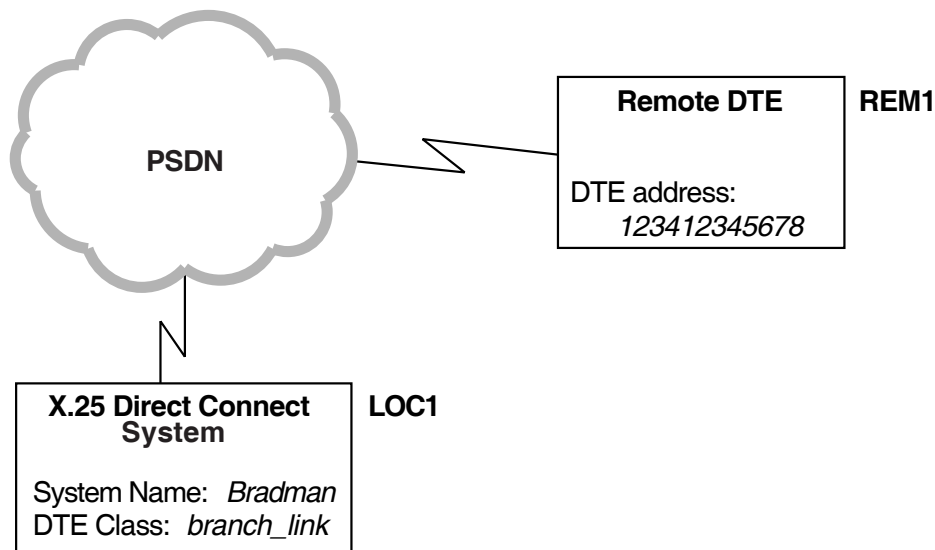 PSDN
Remote DTE
REM1
DTE address:
123412345678
X.25 Direct Connect
System
LOC1
System Name: Bradman
DTE Class: branch_link